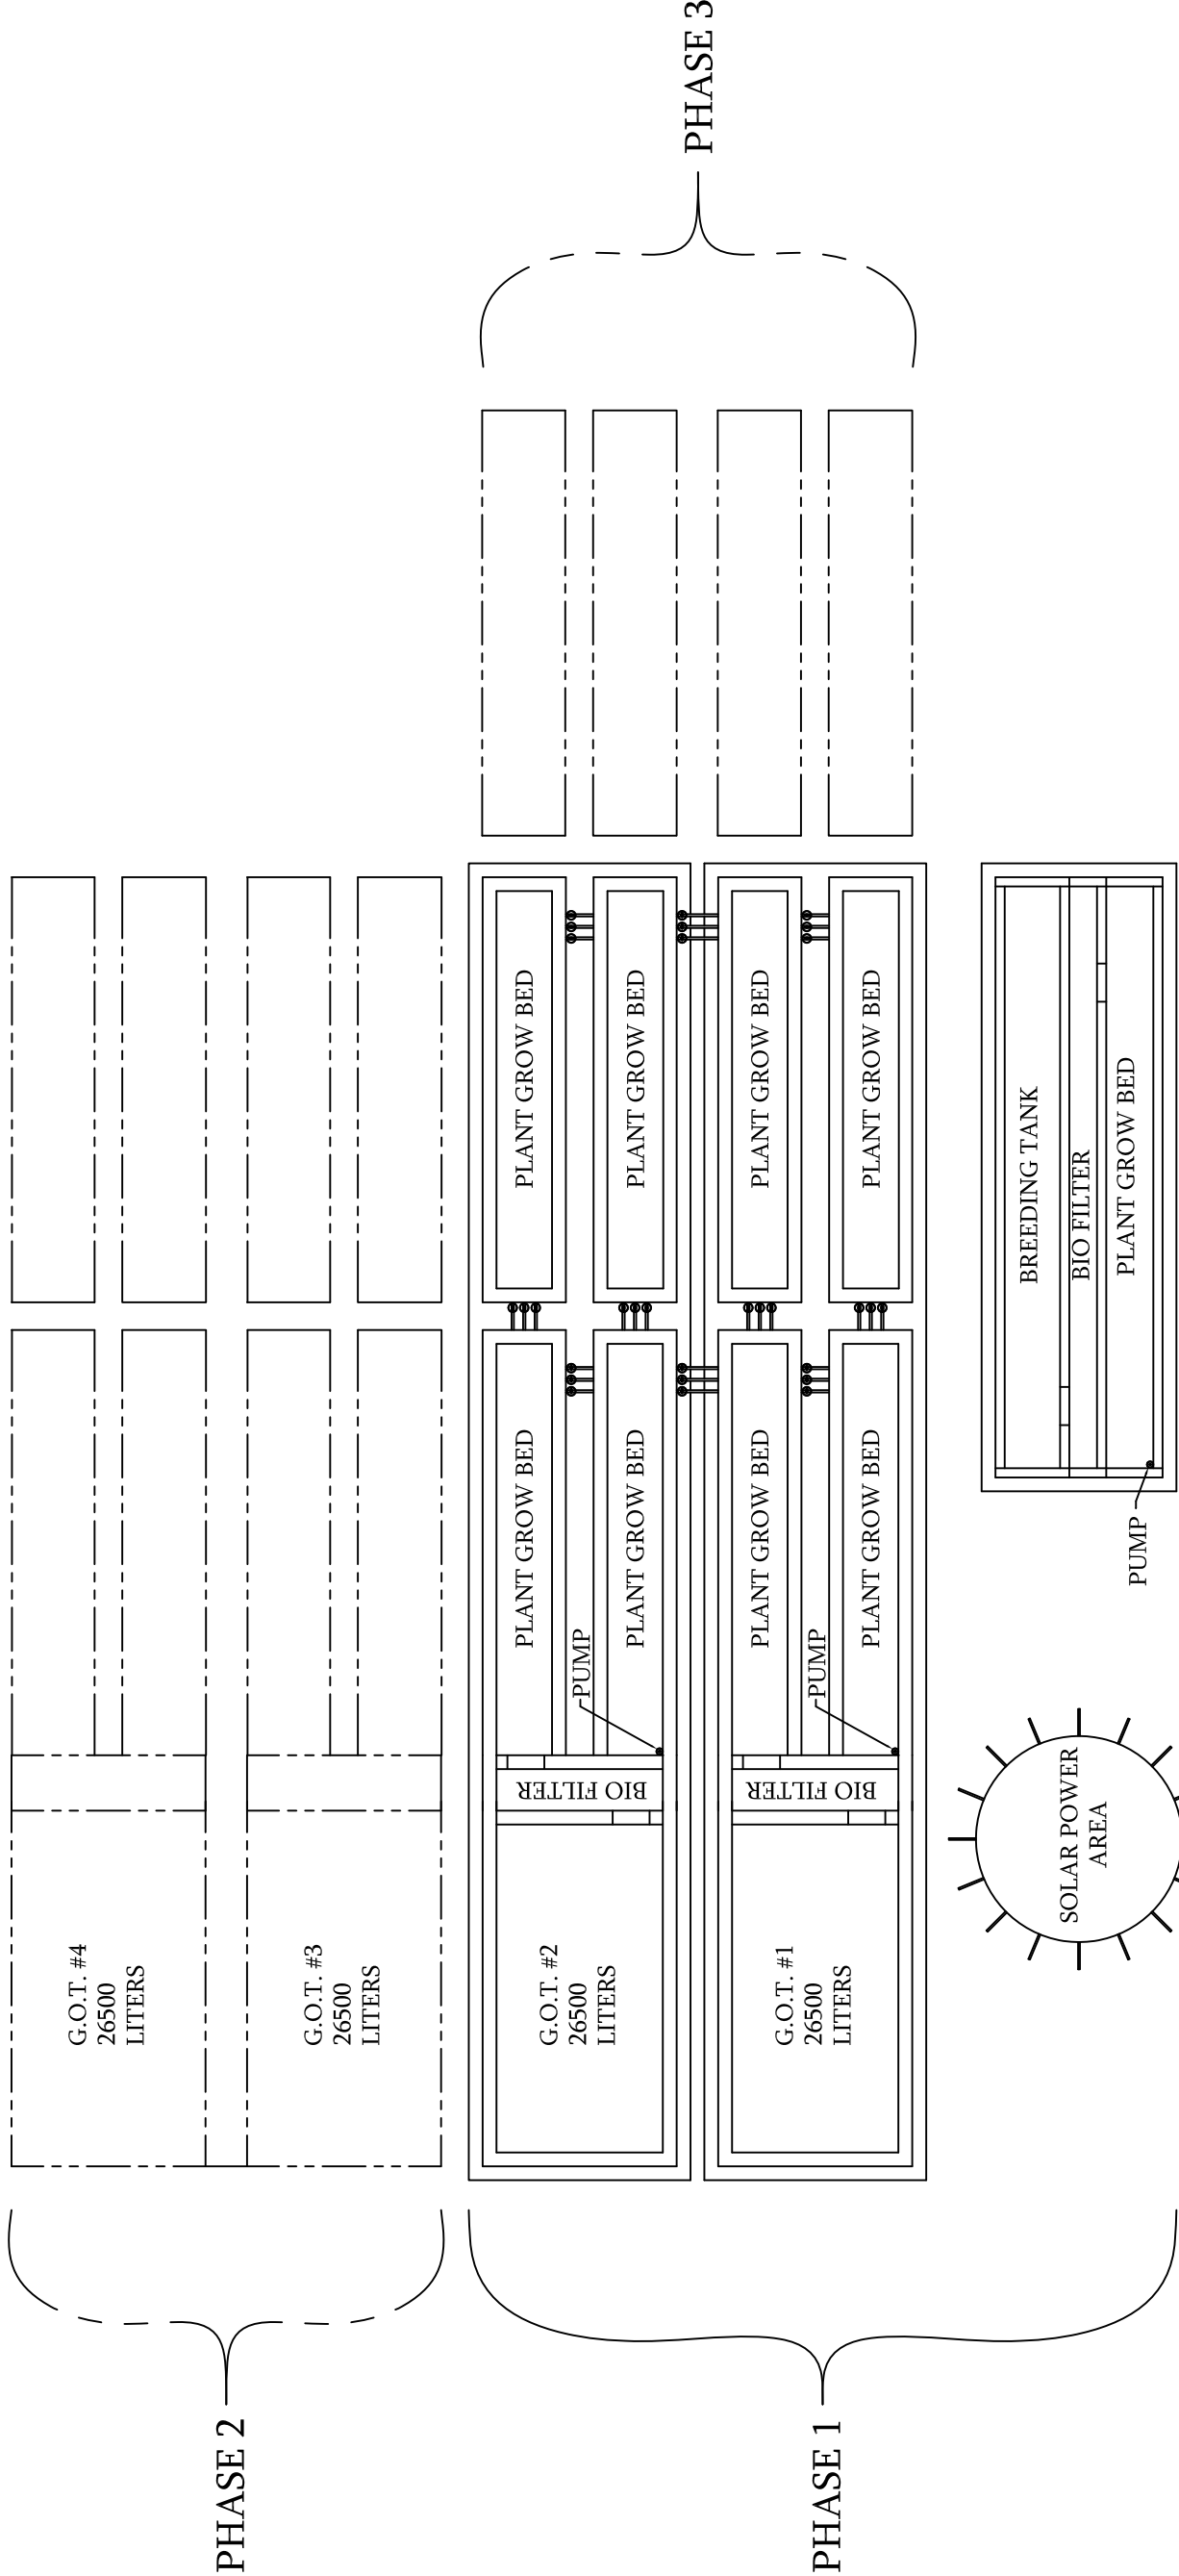 PHASE 2
G.O.T. #4
26500
LITERS
G.O.T. #3
26500
LITERS
PHASE 1
G.O.T. #2
26500
LITERS
BIO FILTER
PUMP
PLANT GROW BED
PLANT GROW BED
PLANT GROW BED
PLANT GROW BED
G.O.T. #1
26500
LITERS
BIO FILTER
PUMP
PLANT GROW BED
PLANT GROW BED
PLANT GROW BED
PLANT GROW BED
PHASE 3
SOLAR POWER
AREA
PUMP
BREEDING TANK
BIO FILTER
PLANT GROW BED